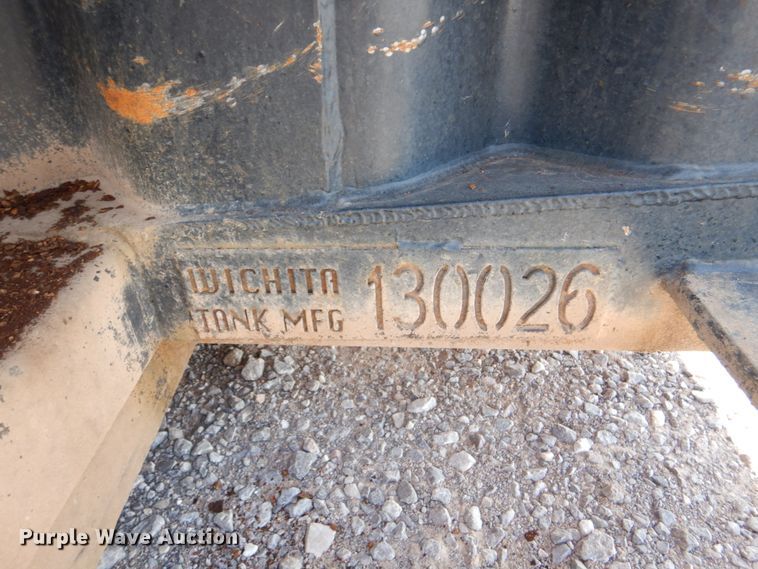 WICHITA
TANK MFG 130026
Purple Wave Auction